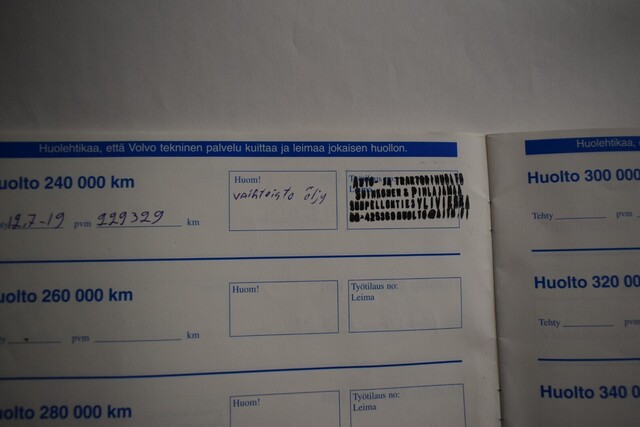 Huolehtikaa, että Volvo tekninen palvelu kuittaa ja leimaa jokaisen huollon.
Huolto 240 000 km
12.7-19 pvm 229329 km
Huom!
vaihteisto öljy
AUTO- JA TRAKTORIHUOLTO
Huolto 260 000 km
pvm km
Huom!
Työtilaus no:
Leima
Huolto 280 000 km
Huom!
Työtilaus no:
Leima
Huolehtikaa,
Huolto 300 000
Tehty pvm
Huolto 320
Tehty pvm
Huolto 340